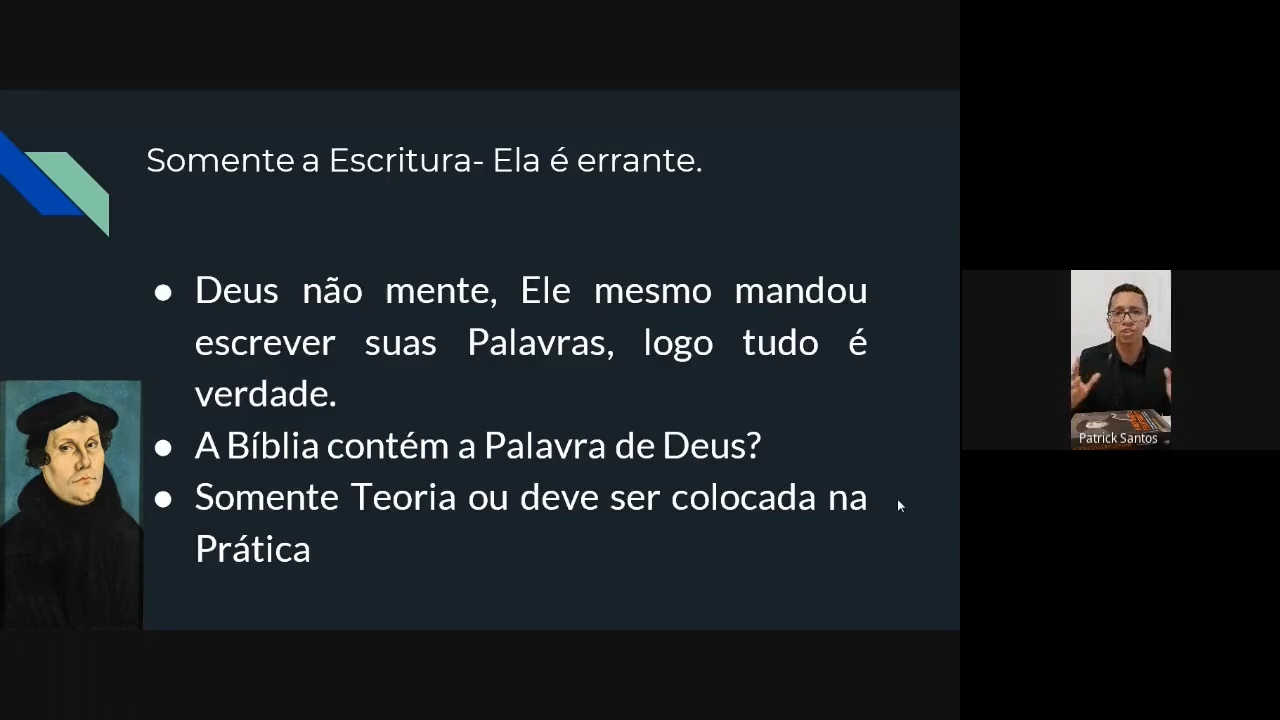 Somente a Escritura- Ela é errante.
● Deus não mente, Ele mesmo mandou
escrever suas Palavras, logo tudo é
verdade.
● A Bíblia contém a Palavra de Deus?
● Somente Teoria ou deve ser colocada na
Prática
Patrick Santos